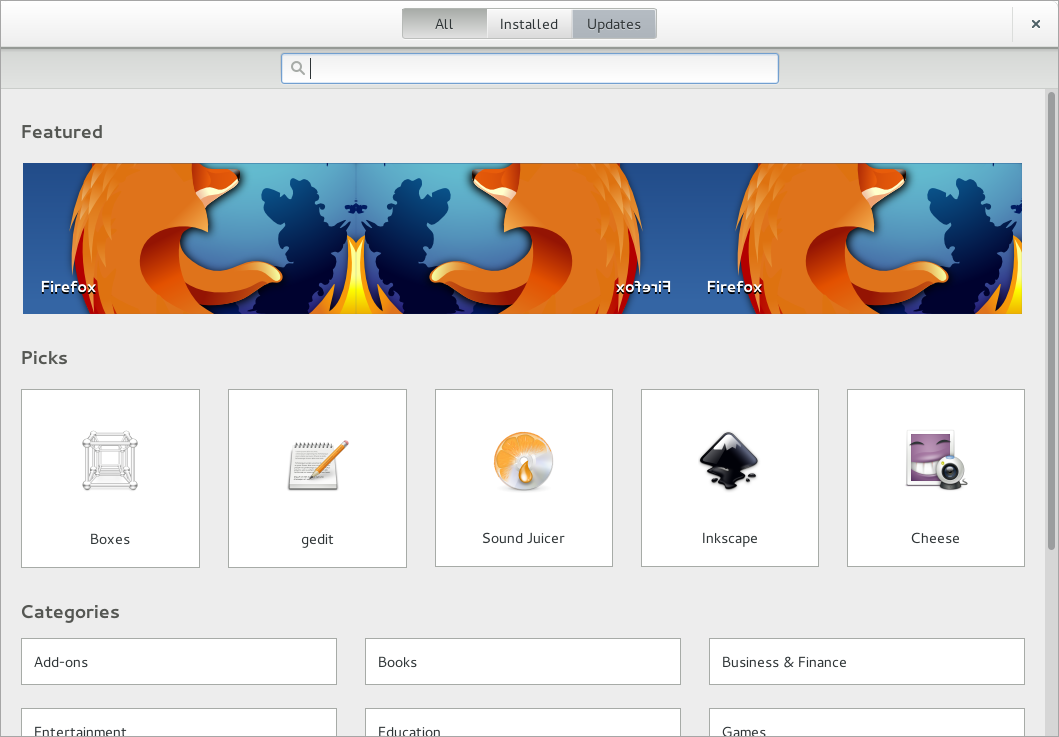 All Installed Updates
Featured
Firefox Firefox Firefox
Picks
Boxes gedit Sound Juicer Inkscape Cheese
Categories
Add-ons Books Business & Finance
Entertainment Education Games